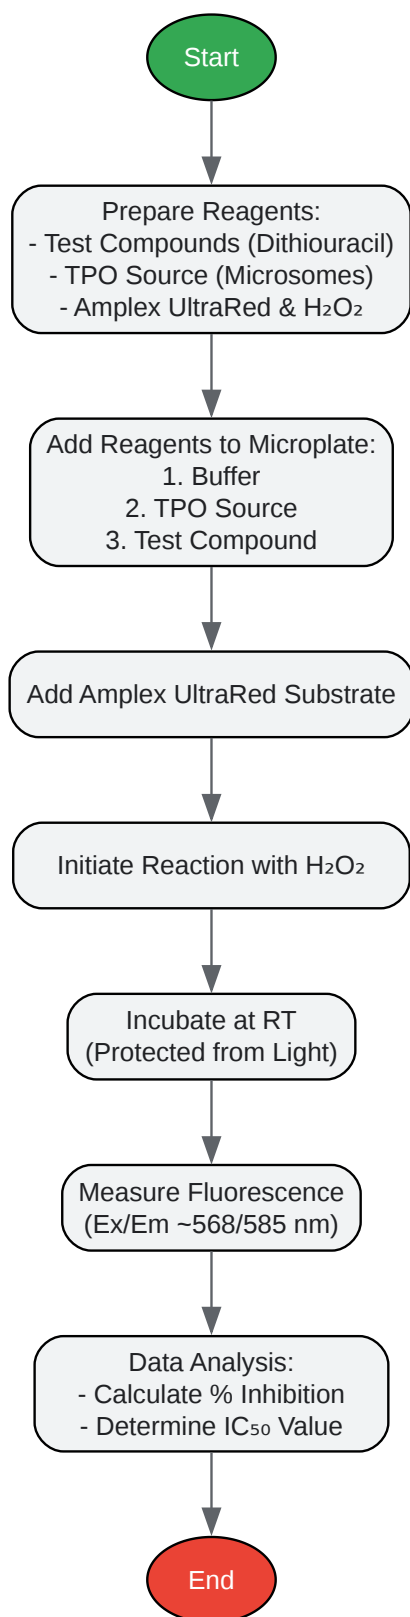 Start
Prepare Reagents:
- Test Compounds (Dithiouracil)
- TPO Source (Microsomes)
- Amplex UltraRed & H₂O₂
Add Reagents to Microplate:
1. Buffer
2. TPO Source
3. Test Compound
Add Amplex UltraRed Substrate
Initiate Reaction with H₂O₂
Incubate at RT
(Protected from Light)
Measure Fluorescence
(Ex/Em ~568/585 nm)
Data Analysis:
- Calculate % Inhibition
- Determine IC₅₀ Value
End